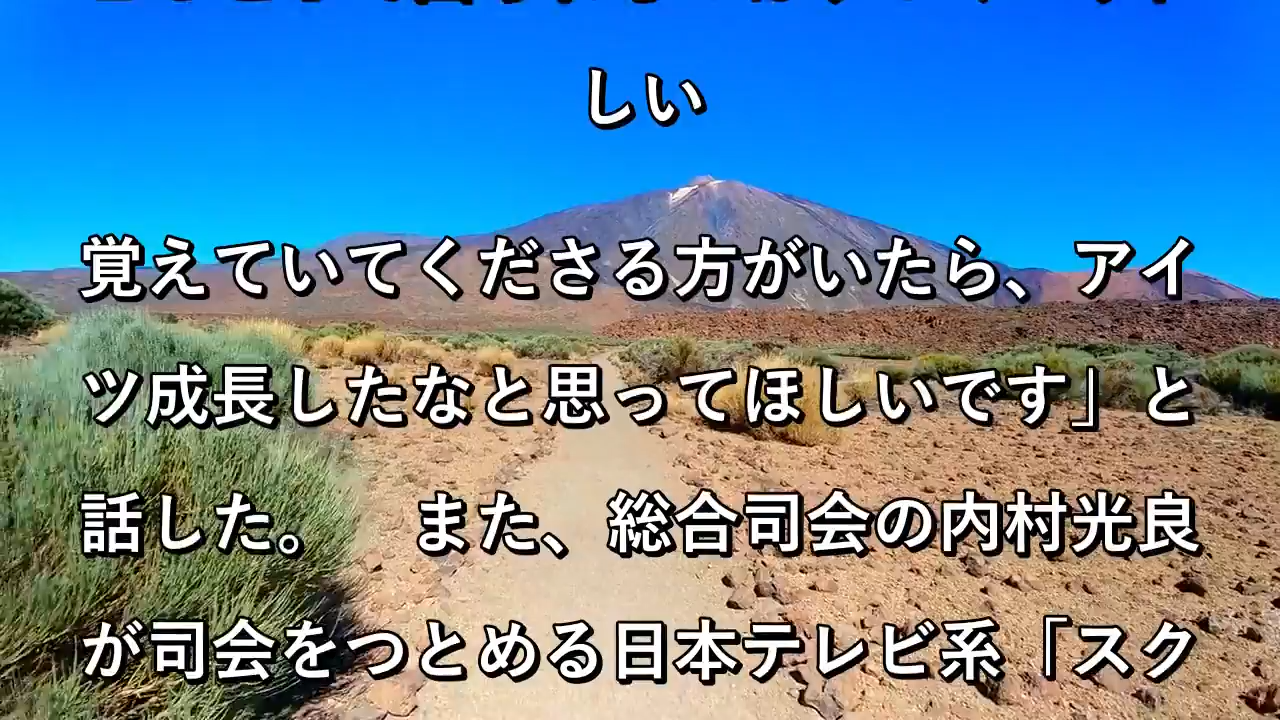 しい
覚えていてくださる方がいたら、アイ
ツ成長したなと思ってほしいです」と
話した。　また、総合司会の内村光良
が司会をつとめる日本テレビ系「スク